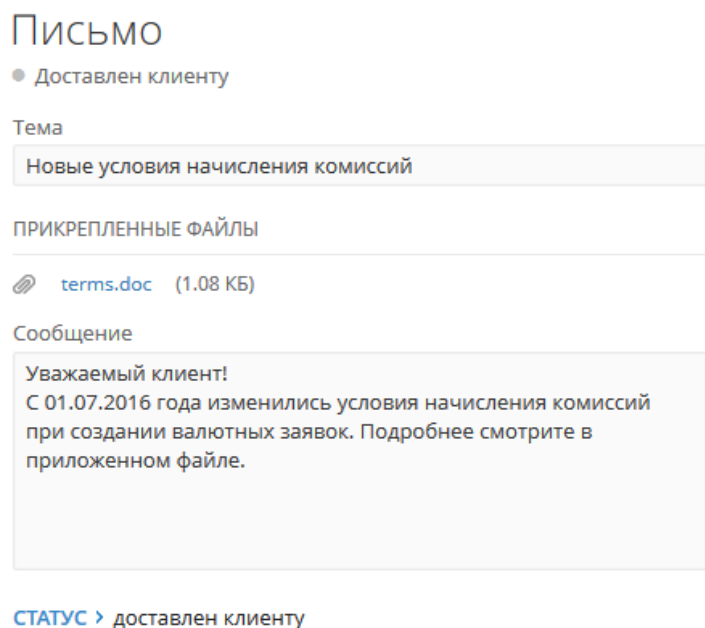 Письмо
Доставлен клиенту
Тема
Новые условия начисления комиссий
ПРИКРЕПЛЕННЫЕ ФАЙЛЫ
terms.doc (1.08 КБ)
Сообщение
Уважаемый клиент!
С 01.07.2016 года изменились условия начисления комиссий
при создании валютных заявок. Подробнее смотрите в
приложенном файле.
СТАТУС > доставлен клиенту